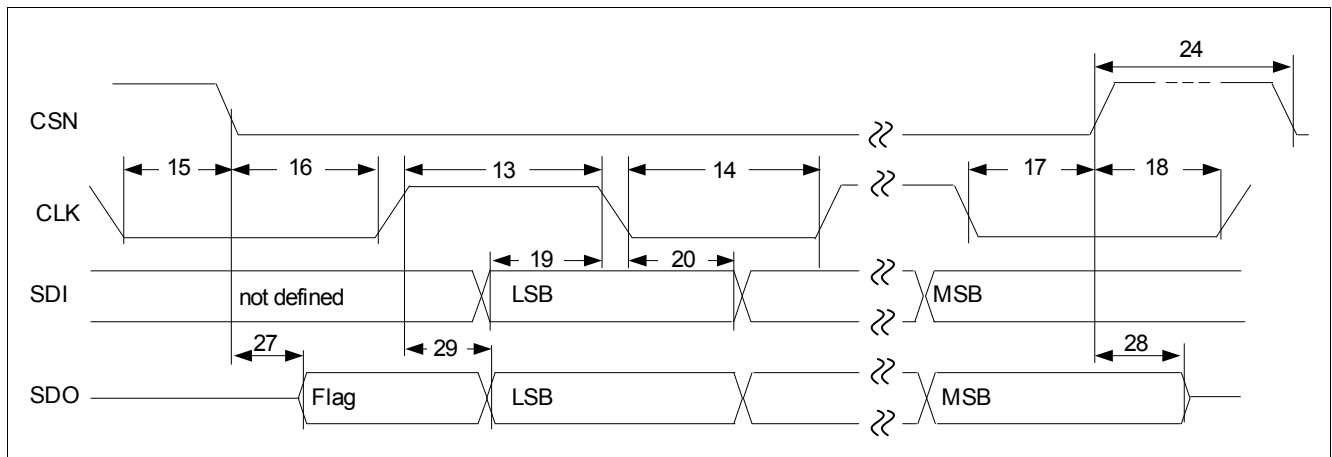 24
CSN
15 16 13 14 17 18
CLK
19 20
SDI not defined LSB MSB
27 29 28
SDO Flag LSB MSB